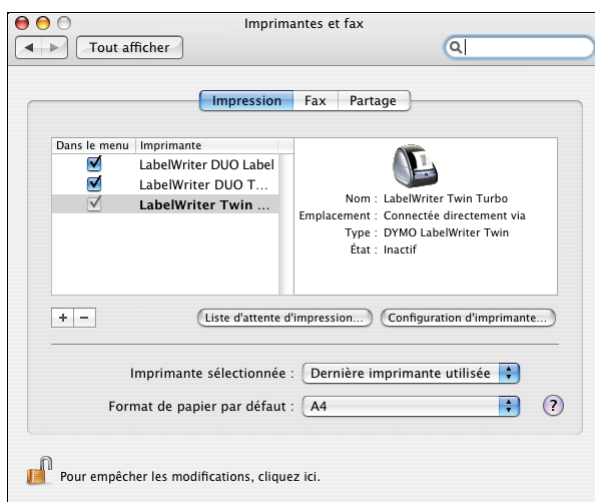 Imprimantes et fax
Tout afficher
Impression Fax Partage
Dans le menu Imprimante
LabelWriter DUO Label
LabelWriter DUO T...
LabelWriter Twin ...
Nom : LabelWriter Twin Turbo
Emplacement : Connectée directement via
Type : DYMO LabelWriter Twin
État : Inactif
+ −
Liste d'attente d'impression... Configuration d'imprimante...
Imprimante sélectionnée : Dernière imprimante utilisée
Format de papier par défaut : A4 ?
Pour empêcher les modifications, cliquez ici.